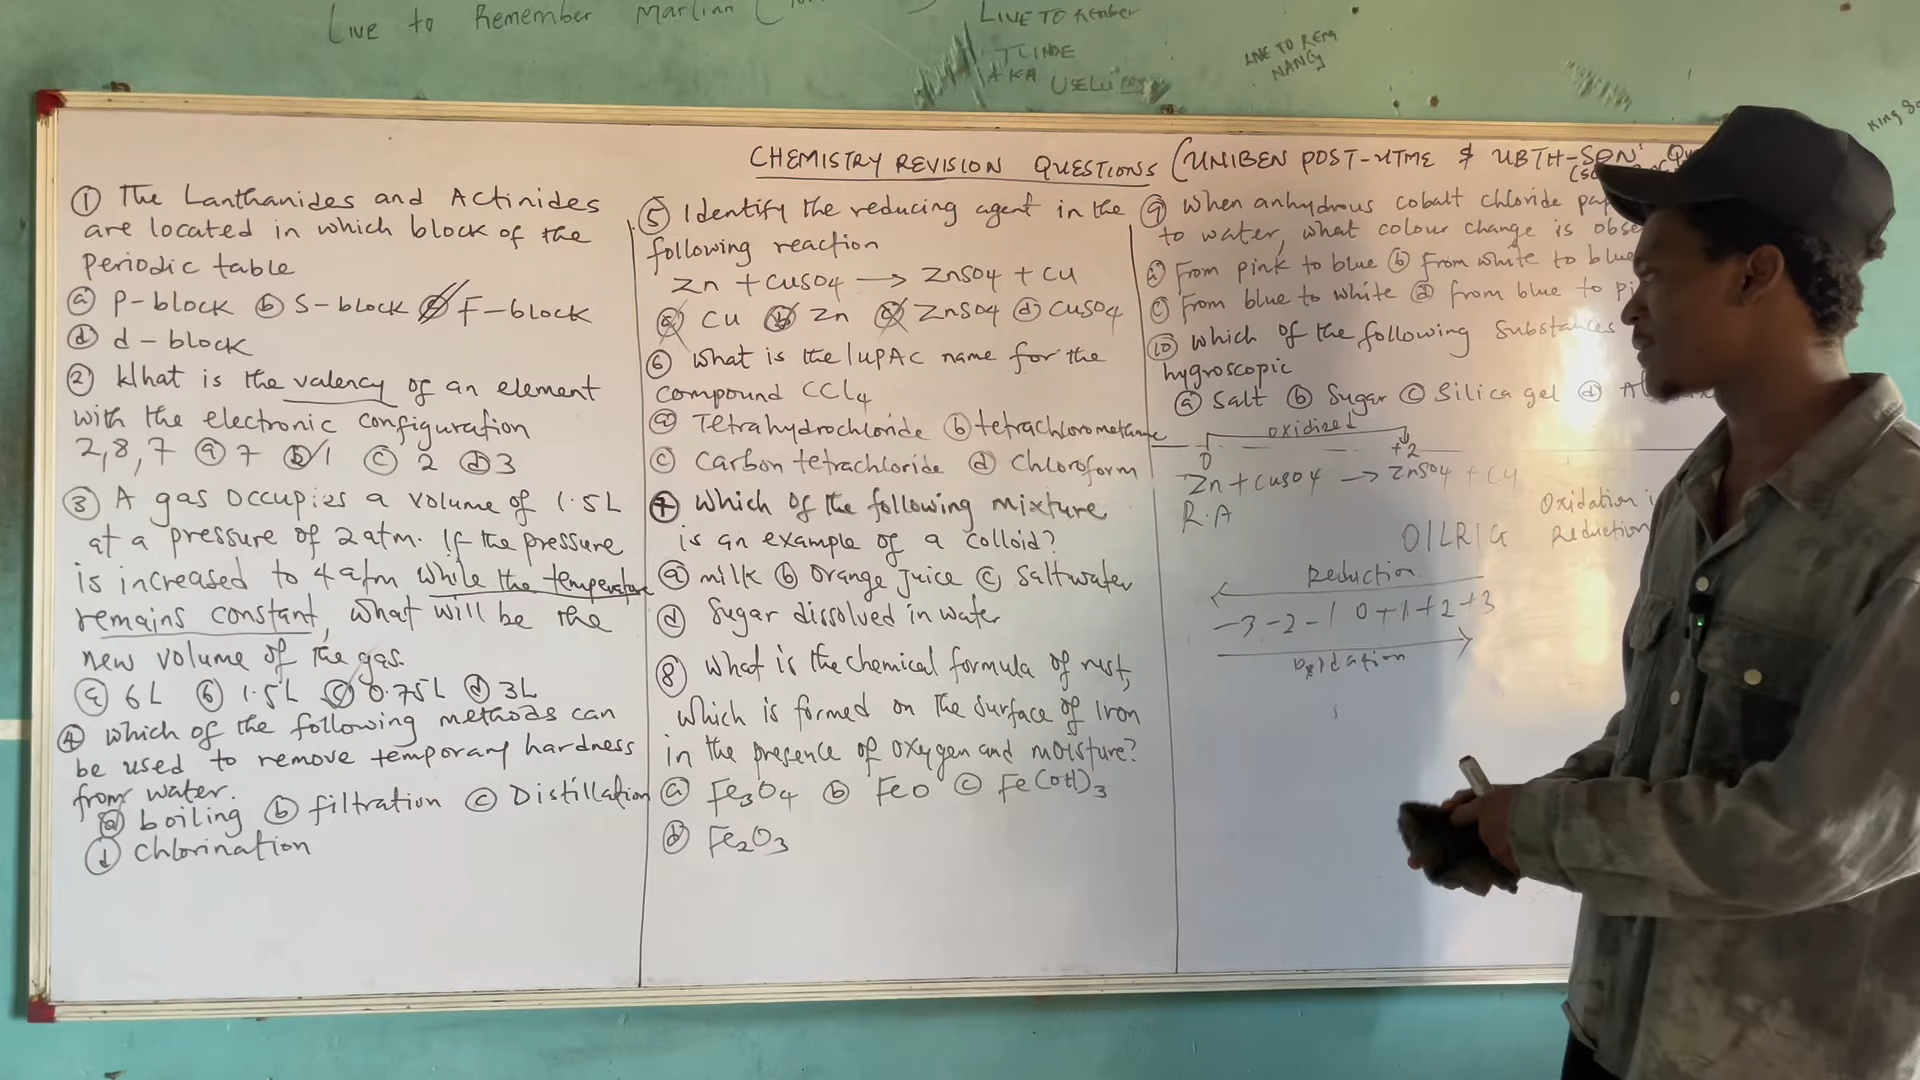 Live to Remember Marlian
LIVE TO Remember
TUNDE
AKA USELU
LIVE TO REM
NANCY
King
CHEMISTRY REVISION QUESTIONS (UNIBEN POST-UTME & UBTH-SON
① The Lanthanides and Actinides
are located in which block of the
periodic table
ⓐ P-block ⓑ S-block ⓒ F-block
ⓓ d-block
② What is the valency of an element
with the electronic configuration
2,8,7 ⓐ 7 ⓑ 1 ⓒ 2 ⓓ 3
③ A gas occupies a volume of 1.5L
at a pressure of 2atm. If the pressure
is increased to 4atm while the temperature
remains constant, what will be the
new volume of the gas.
ⓐ 6L ⓑ 1.5L ⓒ 0.75L ⓓ 3L
④ which of the following methods can
be used to remove temporary hardness
from water.
ⓐ boiling ⓑ filtration ⓒ Distillation
ⓓ Chlorination
⑤ Identify the reducing agent in the
following reaction
Zn + CuSO4 → ZnSO4 + Cu
ⓐ Cu ⓑ Zn ⓒ ZnSO4 ⓓ CuSO4
⑥ What is the IUPAC name for the
compound CCl4
ⓐ Tetrahydrochloride ⓑ tetrachloromethane
ⓒ Carbon tetrachloride ⓓ Chloroform
⑦ Which of the following mixture
is an example of a colloid?
ⓐ milk ⓑ Orange juice ⓒ Saltwater
ⓓ Sugar dissolved in water
⑧ What is the chemical formula of rust,
which is formed on the surface of Iron
in the presence of oxygen and moisture?
ⓐ Fe3O4 ⓑ FeO ⓒ Fe(OH)3
ⓓ Fe2O3
⑨ When anhydrous cobalt chloride
to water, what colour change is
ⓐ From pink to blue ⓑ from white to blue
ⓒ From blue to white ⓓ from blue to
⑩ Which of the following Substances
hygroscopic
ⓐ Salt ⓑ Sugar ⓒ Silica gel ⓓ
oxidized
0 +2
Zn + CuSO4 → ZnSO4 + Cu
R.A
Oxidation
OILRIG Reduction
Reduction
-3 -2 -1 0 +1 +2 +3
Oxidation